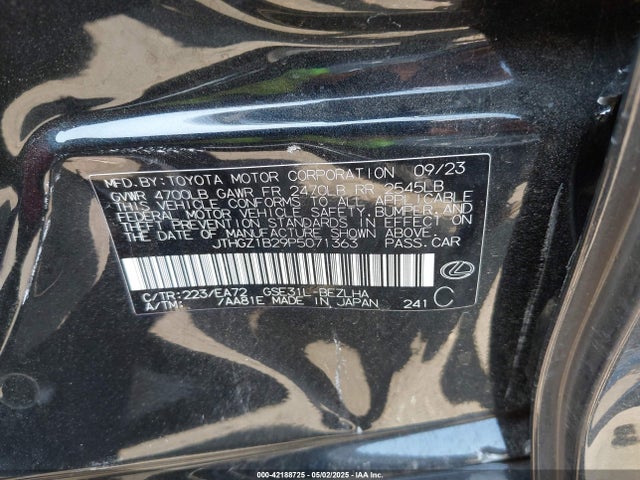 MFD.BY:TOYOTA MOTOR CORPORATION 09/23
GVWR 4700LB GAWR FR 2470LB RR 2545LB
THIS VEHICLE CONFORMS TO ALL APPLICABLE
FEDERAL MOTOR VEHICLE SAFETY, BUMPER, AND
THEFT PREVENTION STANDARDS IN EFFECT ON
THE DATE OF MANUFACTURE SHOWN ABOVE.
JTHGZ1B29P5071363 PASS.CAR
C/TR:223/EA72 GSE31L-BEZLHA
A/TM: /AA81E MADE IN JAPAN 241 C
000-42188725 - 05/02/2025 - IAA Inc.